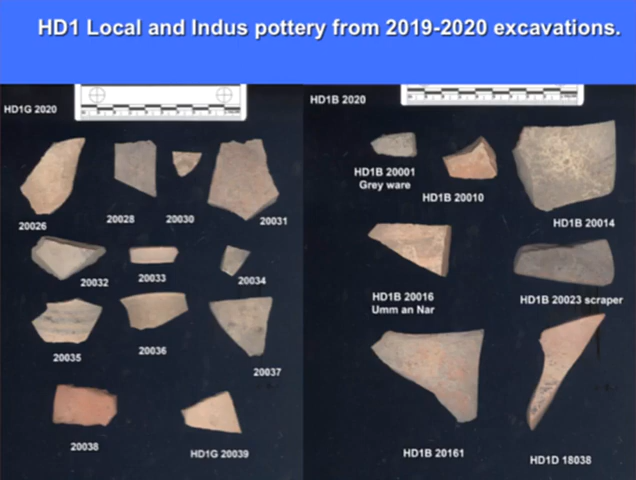 HD1 Local and Indus pottery from 2019-2020 excavations.
HD1G 2020
20026
20028
20030
20031
20032
20033
20034
20035
20036
20037
20038
HD1G 20039
HD1B 2020
HD1B 20001
Grey ware
HD1B 20010
HD1B 20014
HD1B 20016
Umm an Nar
HD1B 20023 scraper
HD1B 20161
HD1D 18038